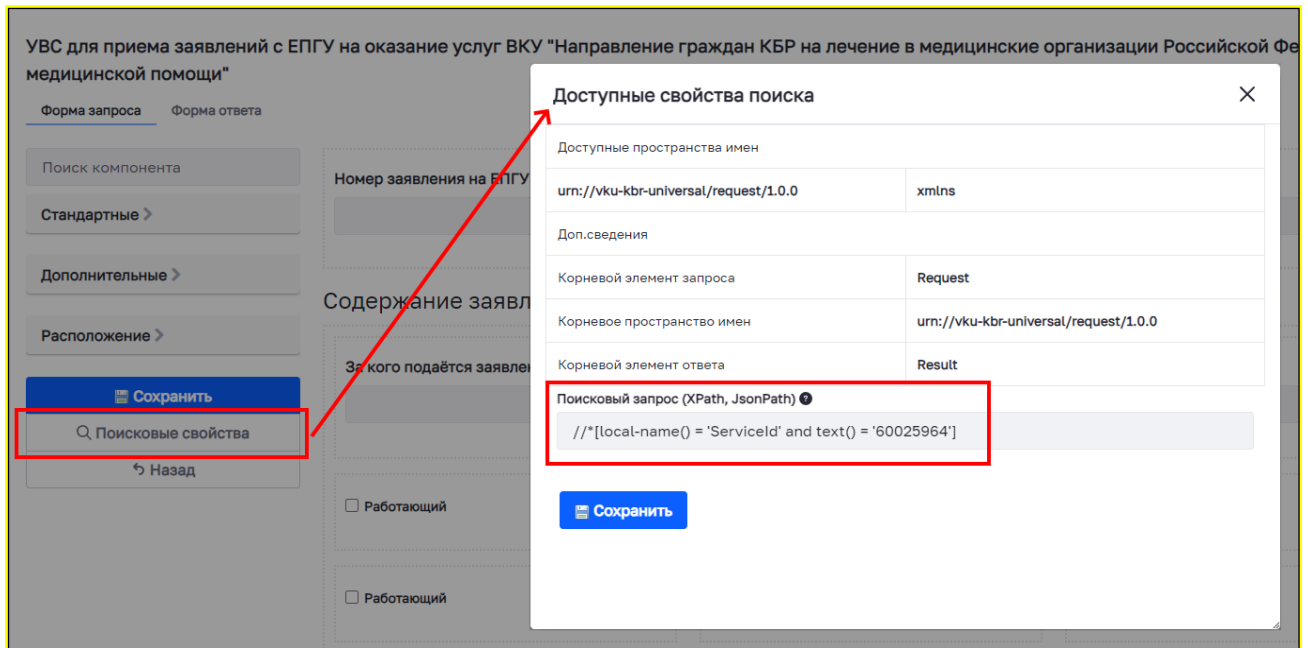 УВС для приема заявлений с ЕПГУ на оказание услуг ВКУ "Направление граждан КБР на лечение в медицинские организации Российской Фе
медицинской помощи"
Форма запроса Форма ответа
Поиск компонента
Стандартные
Дополнительные
Расположение
Сохранить
Поисковые свойства
Назад
Номер заявления на ЕПГУ
Содержание заявл
За кого подаётся заявлен
Работающий
Работающий
Доступные свойства поиска
Доступные пространства имен
urn://vku-kbr-universal/request/1.0.0 xmlns
Доп.сведения
Корневой элемент запроса Request
Корневое пространство имен urn://vku-kbr-universal/request/1.0.0
Корневой элемент ответа Result
Поисковый запрос (XPath, JsonPath) ?
//*[local-name() = 'ServiceId' and text() = '60025964']
Сохранить